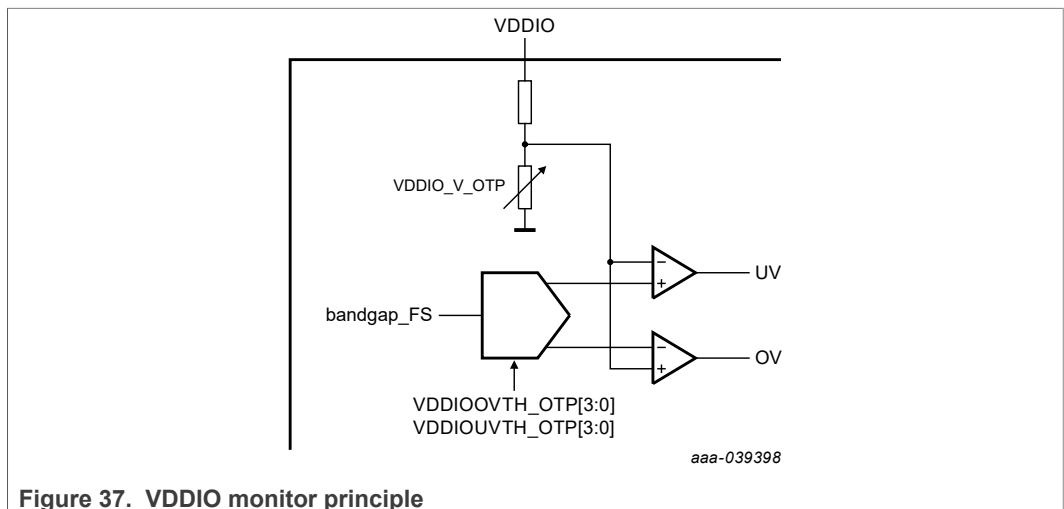 VDDIO
VDDIO_V_OTP
−
+
UV
bandgap_FS
−
+
OV
VDDIOOVTH_OTP[3:0]
VDDIOUVTH_OTP[3:0]
aaa-039398
Figure 37. VDDIO monitor principle